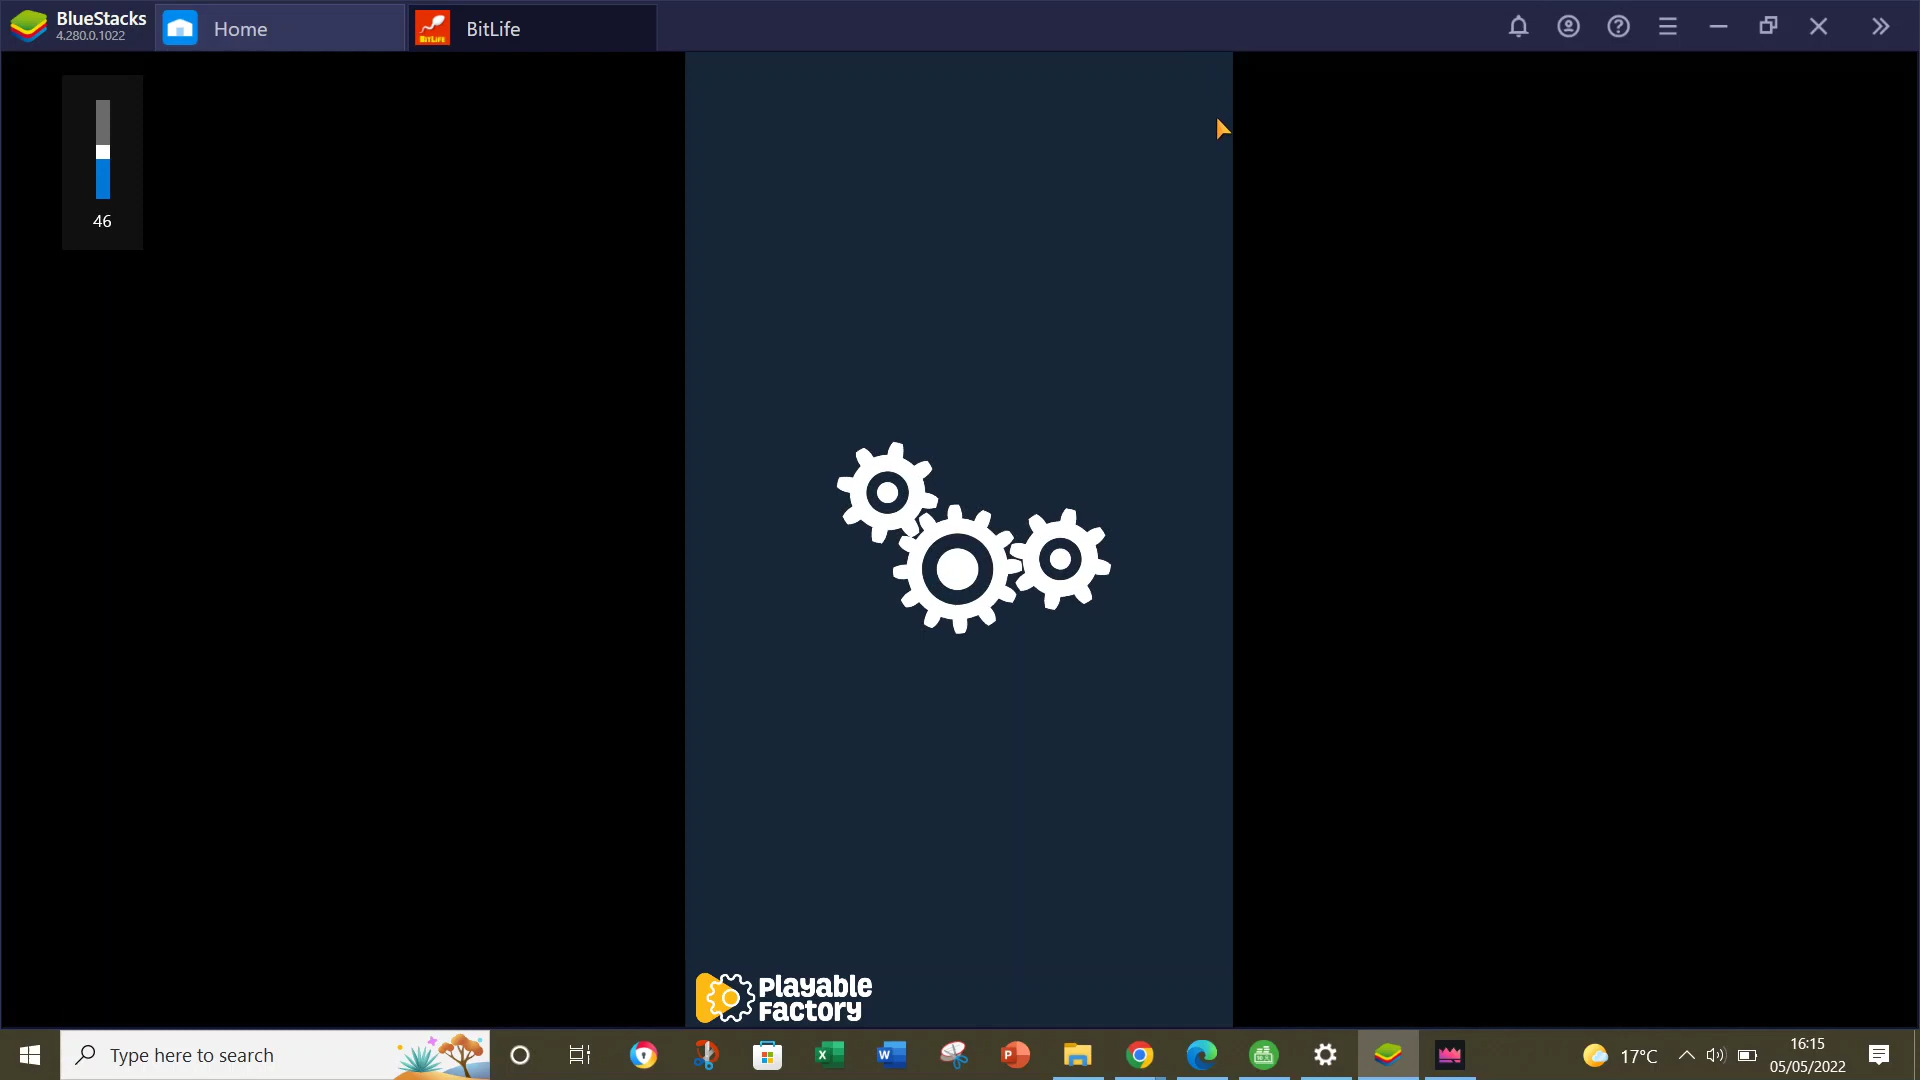 BlueStacks
4.280.0.1022
Home
BITLIFE
BitLife
46
Playable
Factory
Type here to search
17°C
16:15
05/05/2022